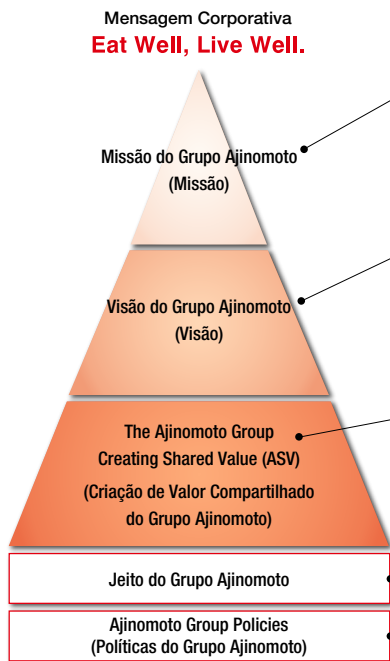 Mensagem Corporativa
Eat Well, Live Well.
Missão do Grupo Ajinomoto
(Missão)
Visão do Grupo Ajinomoto
(Visão)
The Ajinomoto Group
Creating Shared Value (ASV)
(Criação de Valor Compartilhado
do Grupo Ajinomoto)
Jeito do Grupo Ajinomoto
Ajinomoto Group Policies
(Políticas do Grupo Ajinomoto)